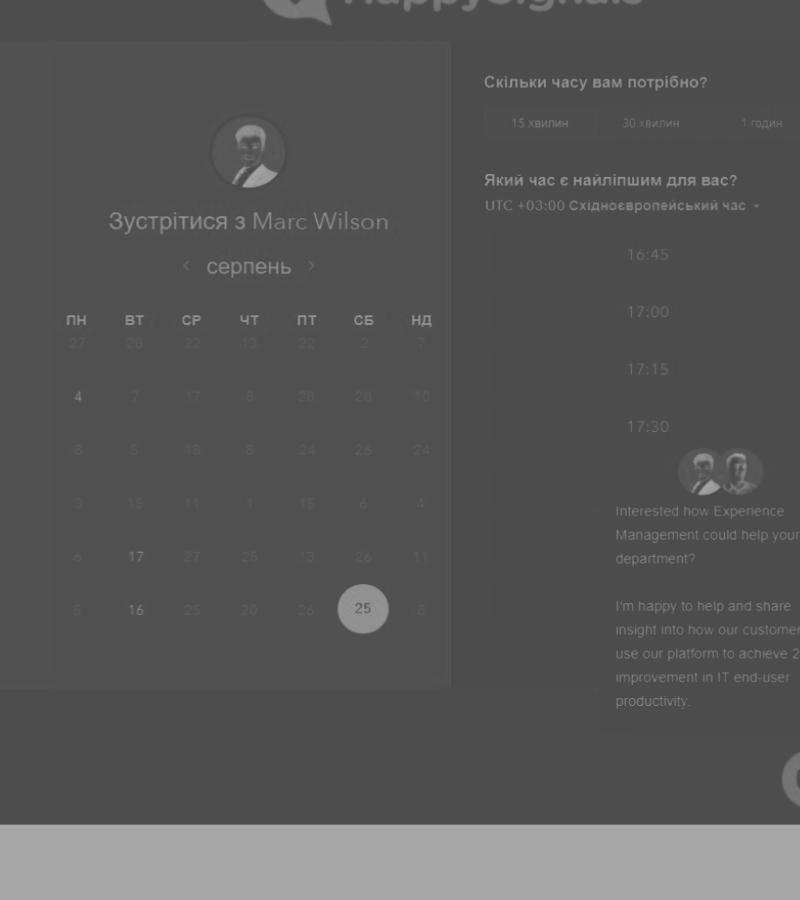 HappySignals
Зустрітися з Marc Wilson
серпень
ПН ВТ СР ЧТ ПТ СБ НД
27 28 22 13 22 2 7
4 7 17 8 28 28 10
8 5 18 8 24 25 24
3 15 11 1 15 6 4
6 17 27 25 13 26 11
5 16 25 20 26 25 8
Скільки часу вам потрібно?
15 хвилин 30 хвилин 1 годин
Який час є найліпшим для вас?
UTC +03:00 Східноєвропейський час
16:45
17:00
17:15
17:30
Interested how Experience
Management could help your
department?
I'm happy to help and share
insight into how our customer
use our platform to achieve 2
improvement in IT end-user
productivity.